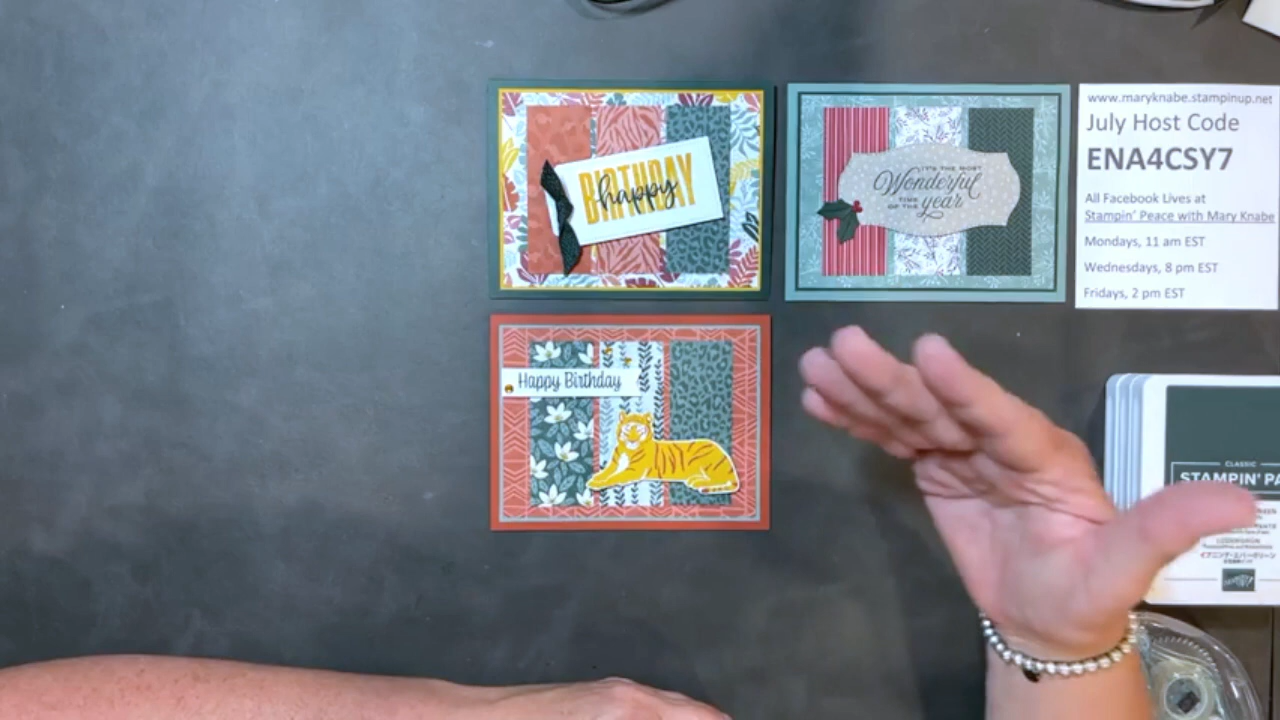 BIRTHDAY
happy
IT'S THE MOST
Wonderful
TIME
OF THE year
www.maryknabe.stampinup.net
July Host Code
ENA4CSY7
All Facebook Lives at
Stampin' Peace with Mary Knabe
Mondays, 11 am EST
Wednesdays, 8 pm EST
Fridays, 2 pm EST
Happy Birthday
CLASSIC
STAMPIN' PA